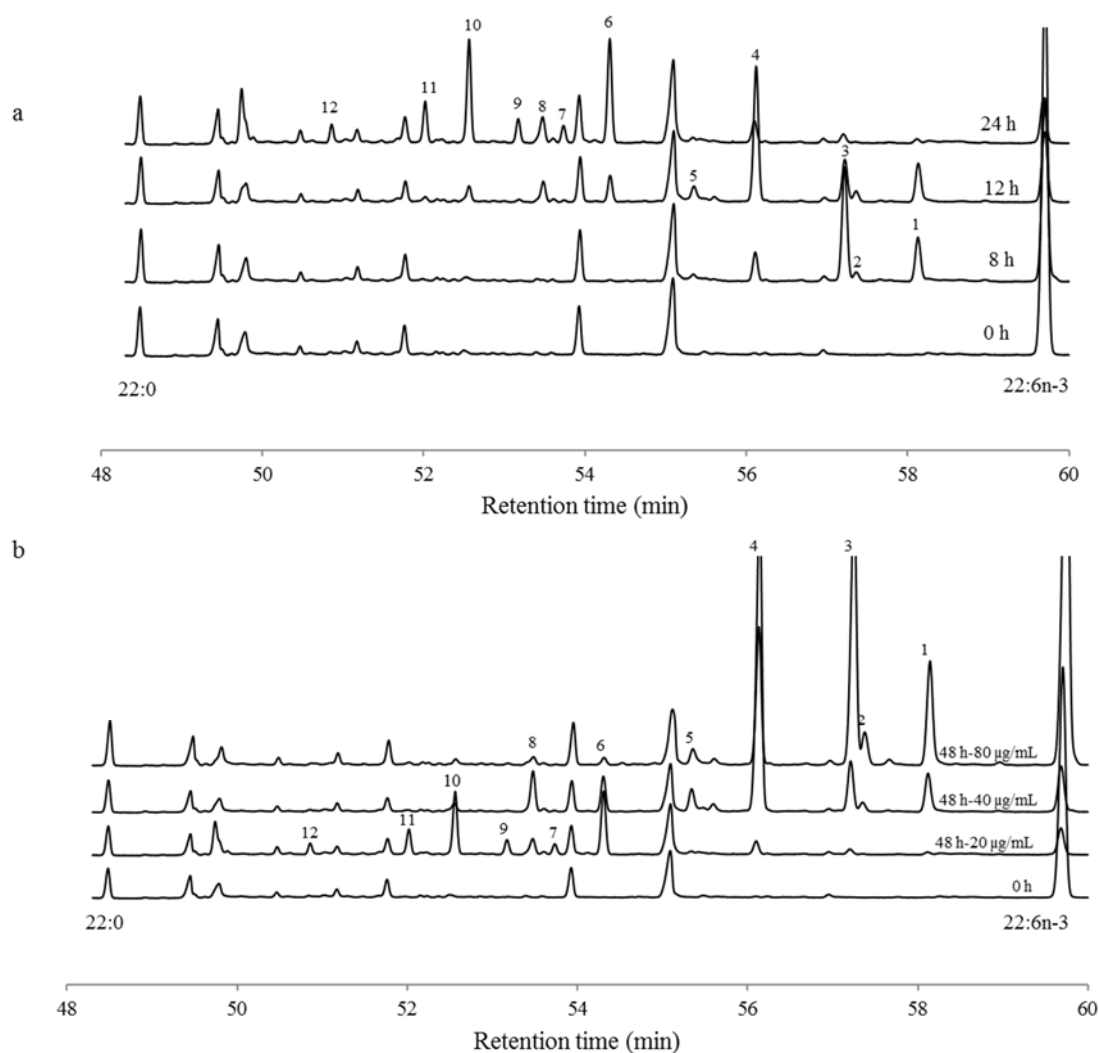 a
10
6
4
11
12
9
8
7
24 h
3
5
12 h
1
2
8 h
0 h
22:0
22:6n-3
48 50 52 54 56 58 60
Retention time (min)
b
4
3
1
2
8
6
5
48 h-80 µg/mL
10
48 h-40 µg/mL
12
11
9
7
48 h-20 µg/mL
0 h
22:0
22:6n-3
48 50 52 54 56 58 60
Retention time (min)